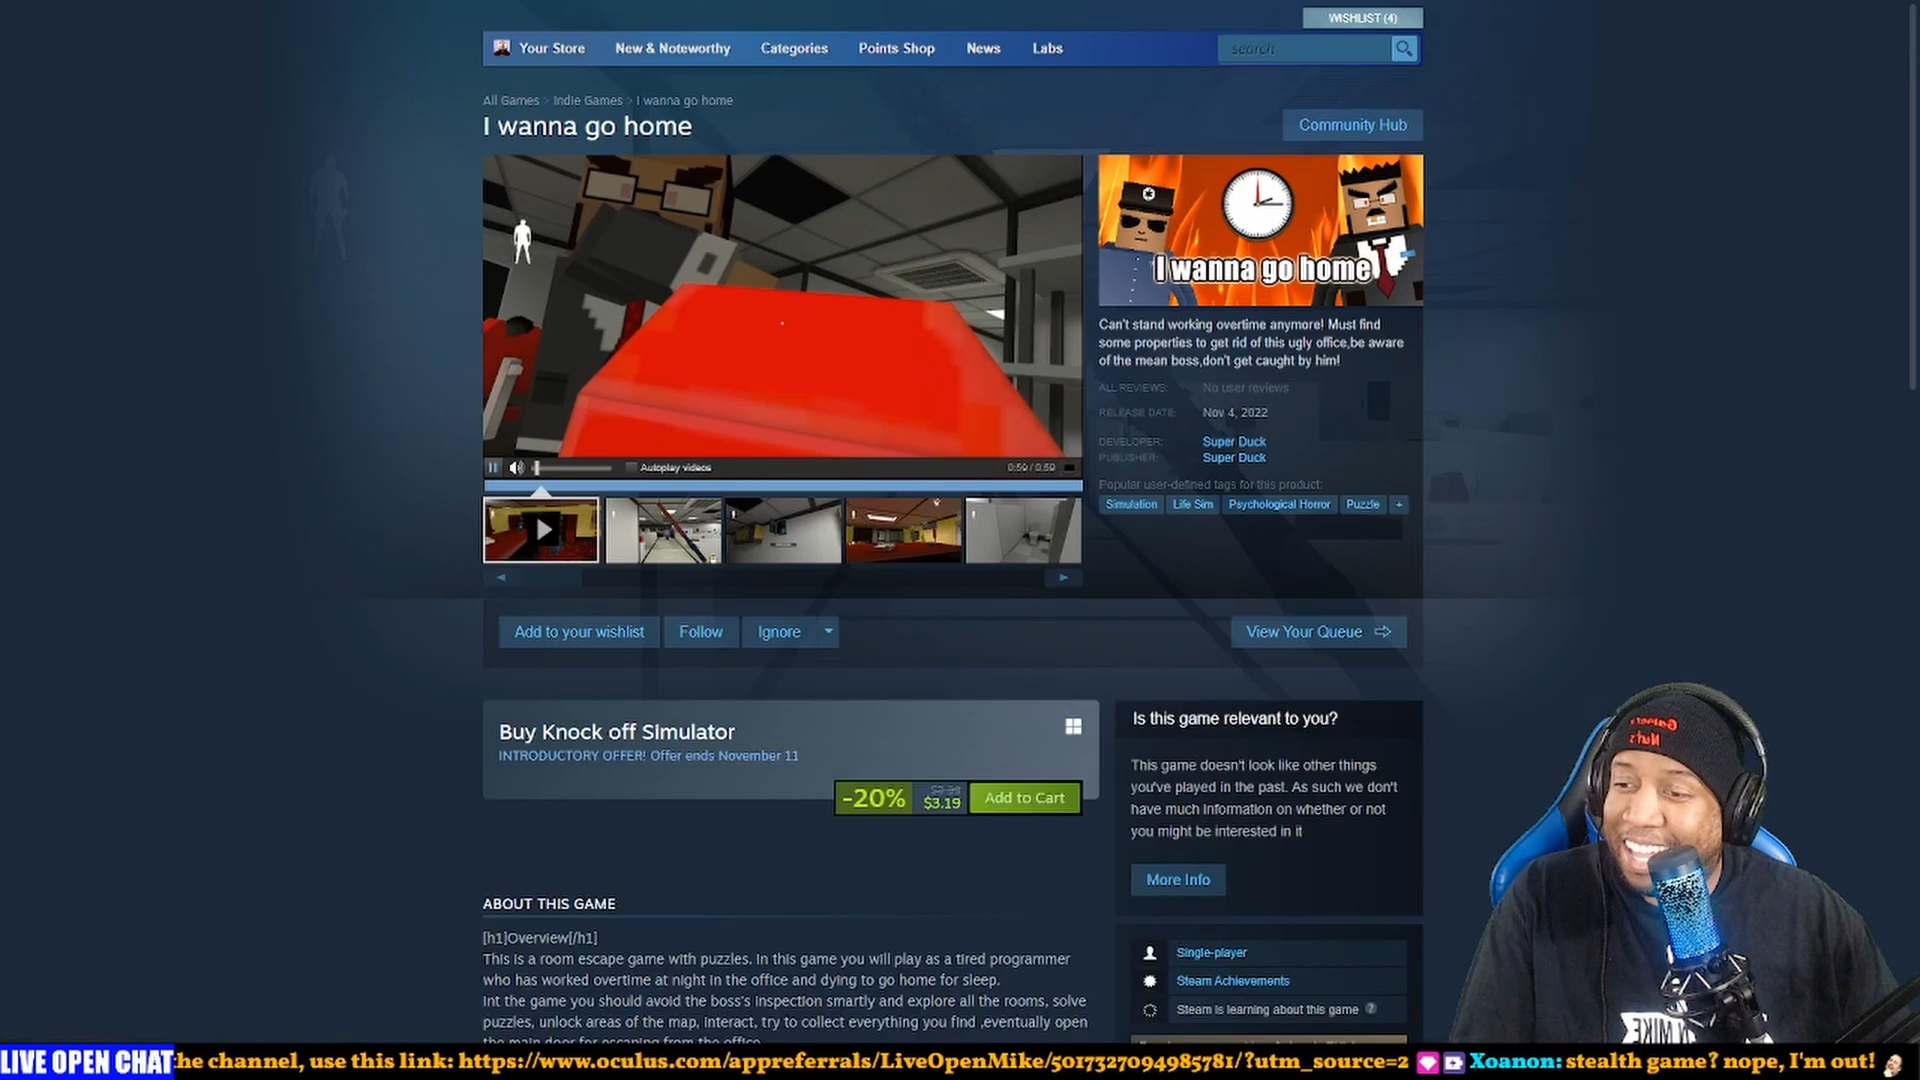 WISHLIST (4)
Your Store
New & Noteworthy
Categories
Points Shop
News
Labs
search
All Games > Indie Games > I wanna go home
I wanna go home
Community Hub
I wanna go home
Can't stand working overtime anymore! Must find
some properties to get rid of this ugly office,be aware
of the mean boss,don't get caught by him!
ALL REVIEWS: No user reviews
RELEASE DATE: Nov 4, 2022
DEVELOPER: Super Duck
PUBLISHER: Super Duck
Popular user-defined tags for this product:
Simulation Life Sim Psychological Horror Puzzle +
Autoplay videos
0:59 / 0:59
Add to your wishlist
Follow
Ignore
View Your Queue
Buy Knock off Simulator
INTRODUCTORY OFFER! Offer ends November 11
-20%
$3.19
Add to Cart
Is this game relevant to you?
This game doesn't look like other things
you've played in the past. As such we don't
have much information on whether or not
you might be interested in it
More Info
ABOUT THIS GAME
[h1]Overview[/h1]
This is a room escape game with puzzles. In this game you will play as a tired programmer
who has worked overtime at night in the office and dying to go home for sleep.
Int the game you should avoid the boss's inspection smartly and explore all the rooms, solve
puzzles, unlock areas of the map, interact, try to collect everything you find ,eventually open
the main door for escaping from the office
Single-player
Steam Achievements
Steam is learning about this game ?
LIVE OPEN CHAT
the channel, use this link: https://www.oculus.com/appreferrals/LiveOpenMike/5017327094985781/?utm_source=2 Xoanon: stealth game? nope, I'm out!